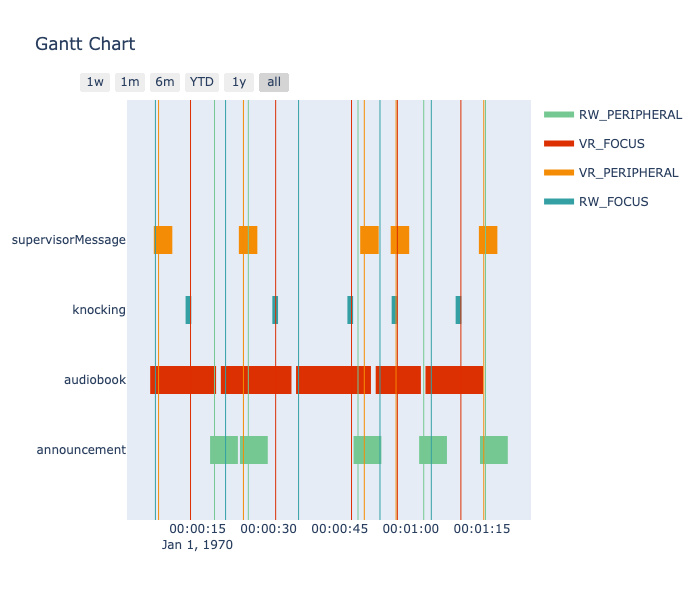 Gantt Chart
1w 1m 6m YTD 1y all
RW_PERIPHERAL
VR_FOCUS
VR_PERIPHERAL
RW_FOCUS
supervisorMessage
knocking
audiobook
announcement
00:00:15 00:00:30 00:00:45 00:01:00 00:01:15
Jan 1, 1970